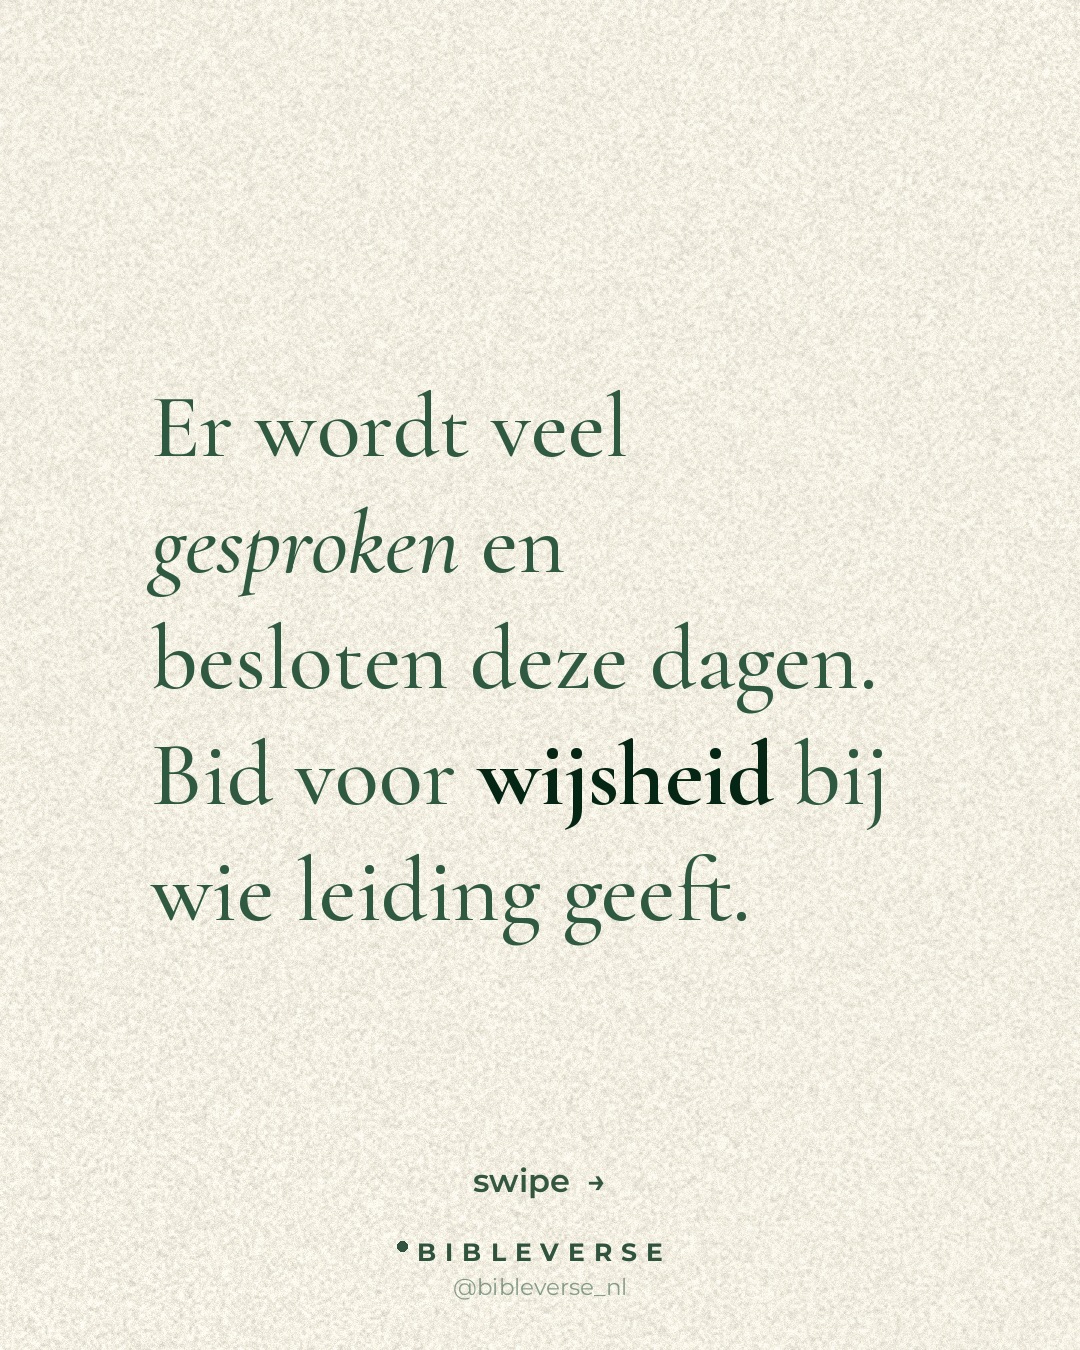 Er wordt veel
gesproken en
besloten deze dagen.
Bid voor wijsheid bij
wie leiding geeft.
swipe →
BIBLEVERSE
@bibleverse_nl